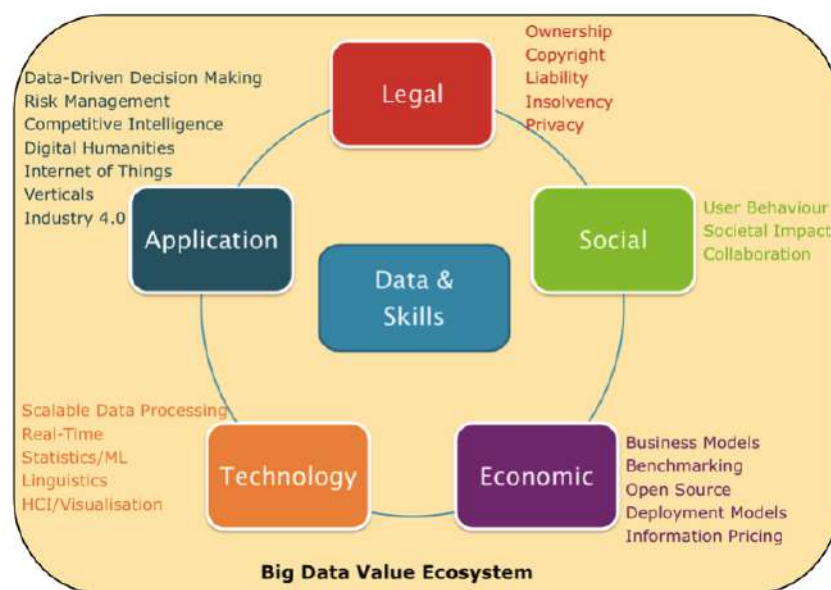 Ownership
Copyright
Liability
Insolvency
Privacy
Legal
Data-Driven Decision Making
Risk Management
Competitive Intelligence
Digital Humanities
Internet of Things
Verticals
Industry 4.0
Application
Social
User Behaviour
Societal Impact
Collaboration
Data &
Skills
Scalable Data Processing
Real-Time
Statistics/ML
Linguistics
HCI/Visualisation
Technology
Economic
Business Models
Benchmarking
Open Source
Deployment Models
Information Pricing
Big Data Value Ecosystem